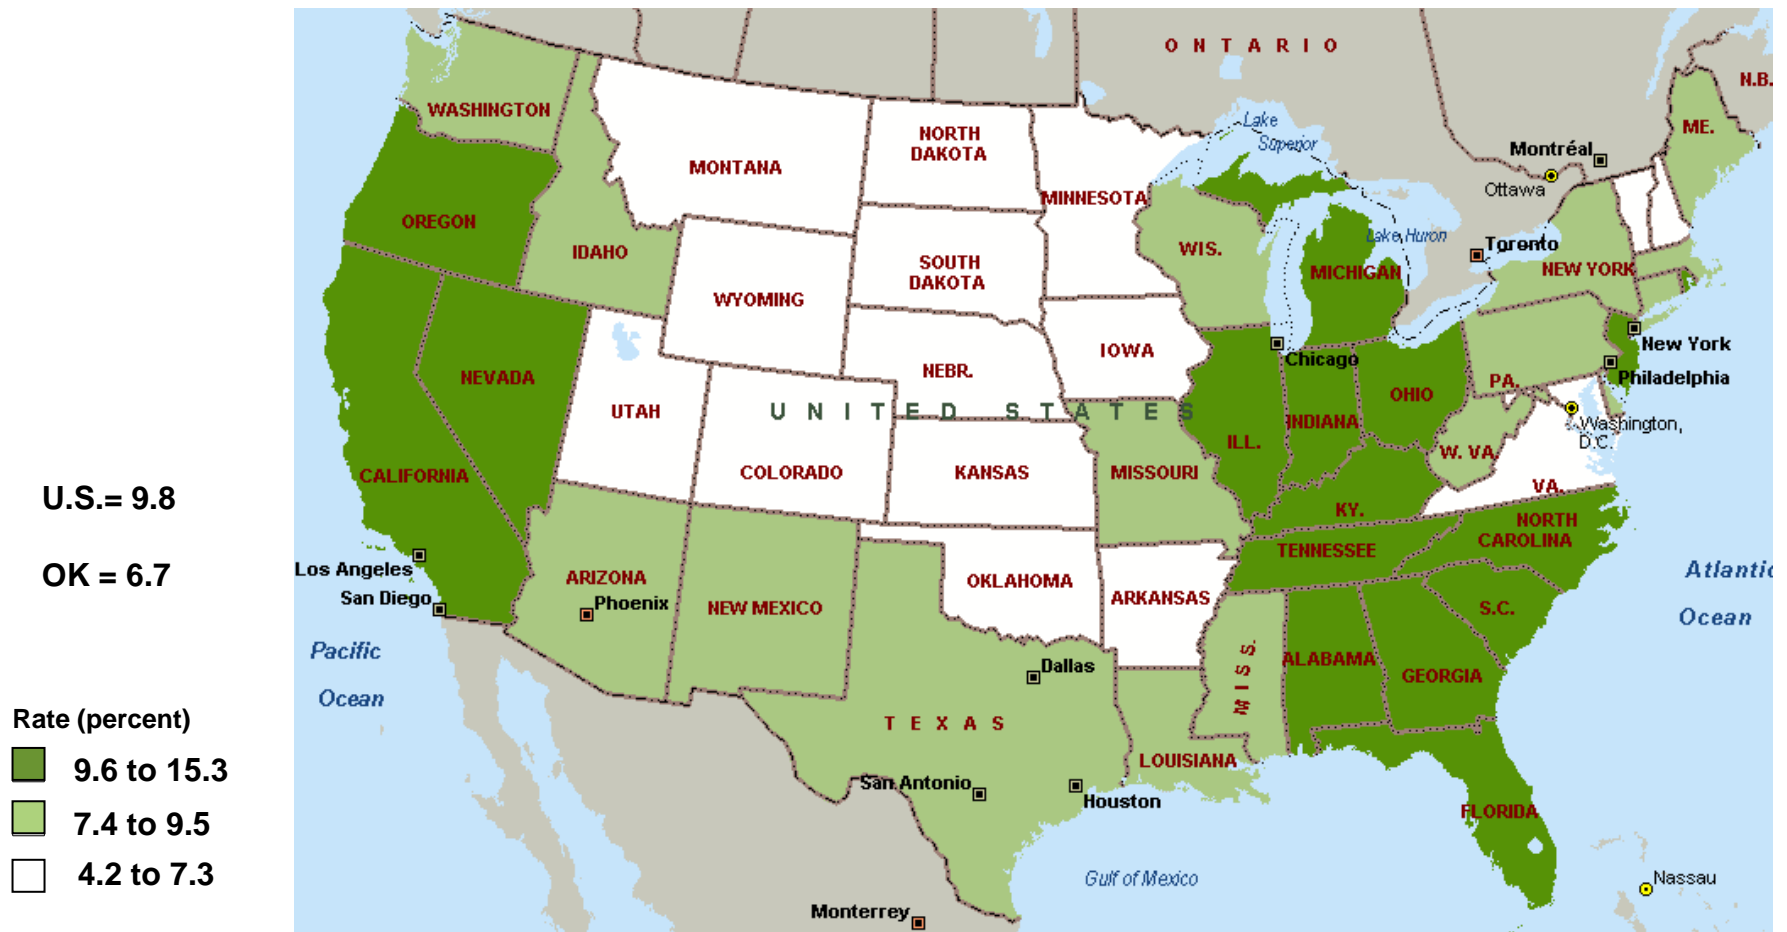 U.S.= 9.8
OK = 6.7
Rate (percent)
9.6 to 15.3
7.4 to 9.5
4.2 to 7.3
ONTARIO
N.B.
WASHINGTON
MONTANA
NORTH
DAKOTA
MINNESOTA
Lake
Superior
Montréal
Ottawa
ME.
OREGON
IDAHO
WYOMING
SOUTH
DAKOTA
WIS.
Lake Huron
MICHIGAN
Toronto
NEW YORK
NEVADA
UTAH
NEBR.
IOWA
Chicago
New York
Philadelphia
PA.
OHIO
INDIANA
ILL.
UNITED STATES
Washington,
D.C.
CALIFORNIA
COLORADO
KANSAS
MISSOURI
W. VA
VA.
KY.
NORTH
CAROLINA
TENNESSEE
Los Angeles
San Diego
ARIZONA
Phoenix
NEW MEXICO
OKLAHOMA
ARKANSAS
S.C.
Atlantic
Ocean
Pacific
Ocean
Dallas
TEXAS
MISS.
ALABAMA
GEORGIA
LOUISIANA
San Antonio
Houston
FLORIDA
Gulf of Mexico
Nassau
Monterrey